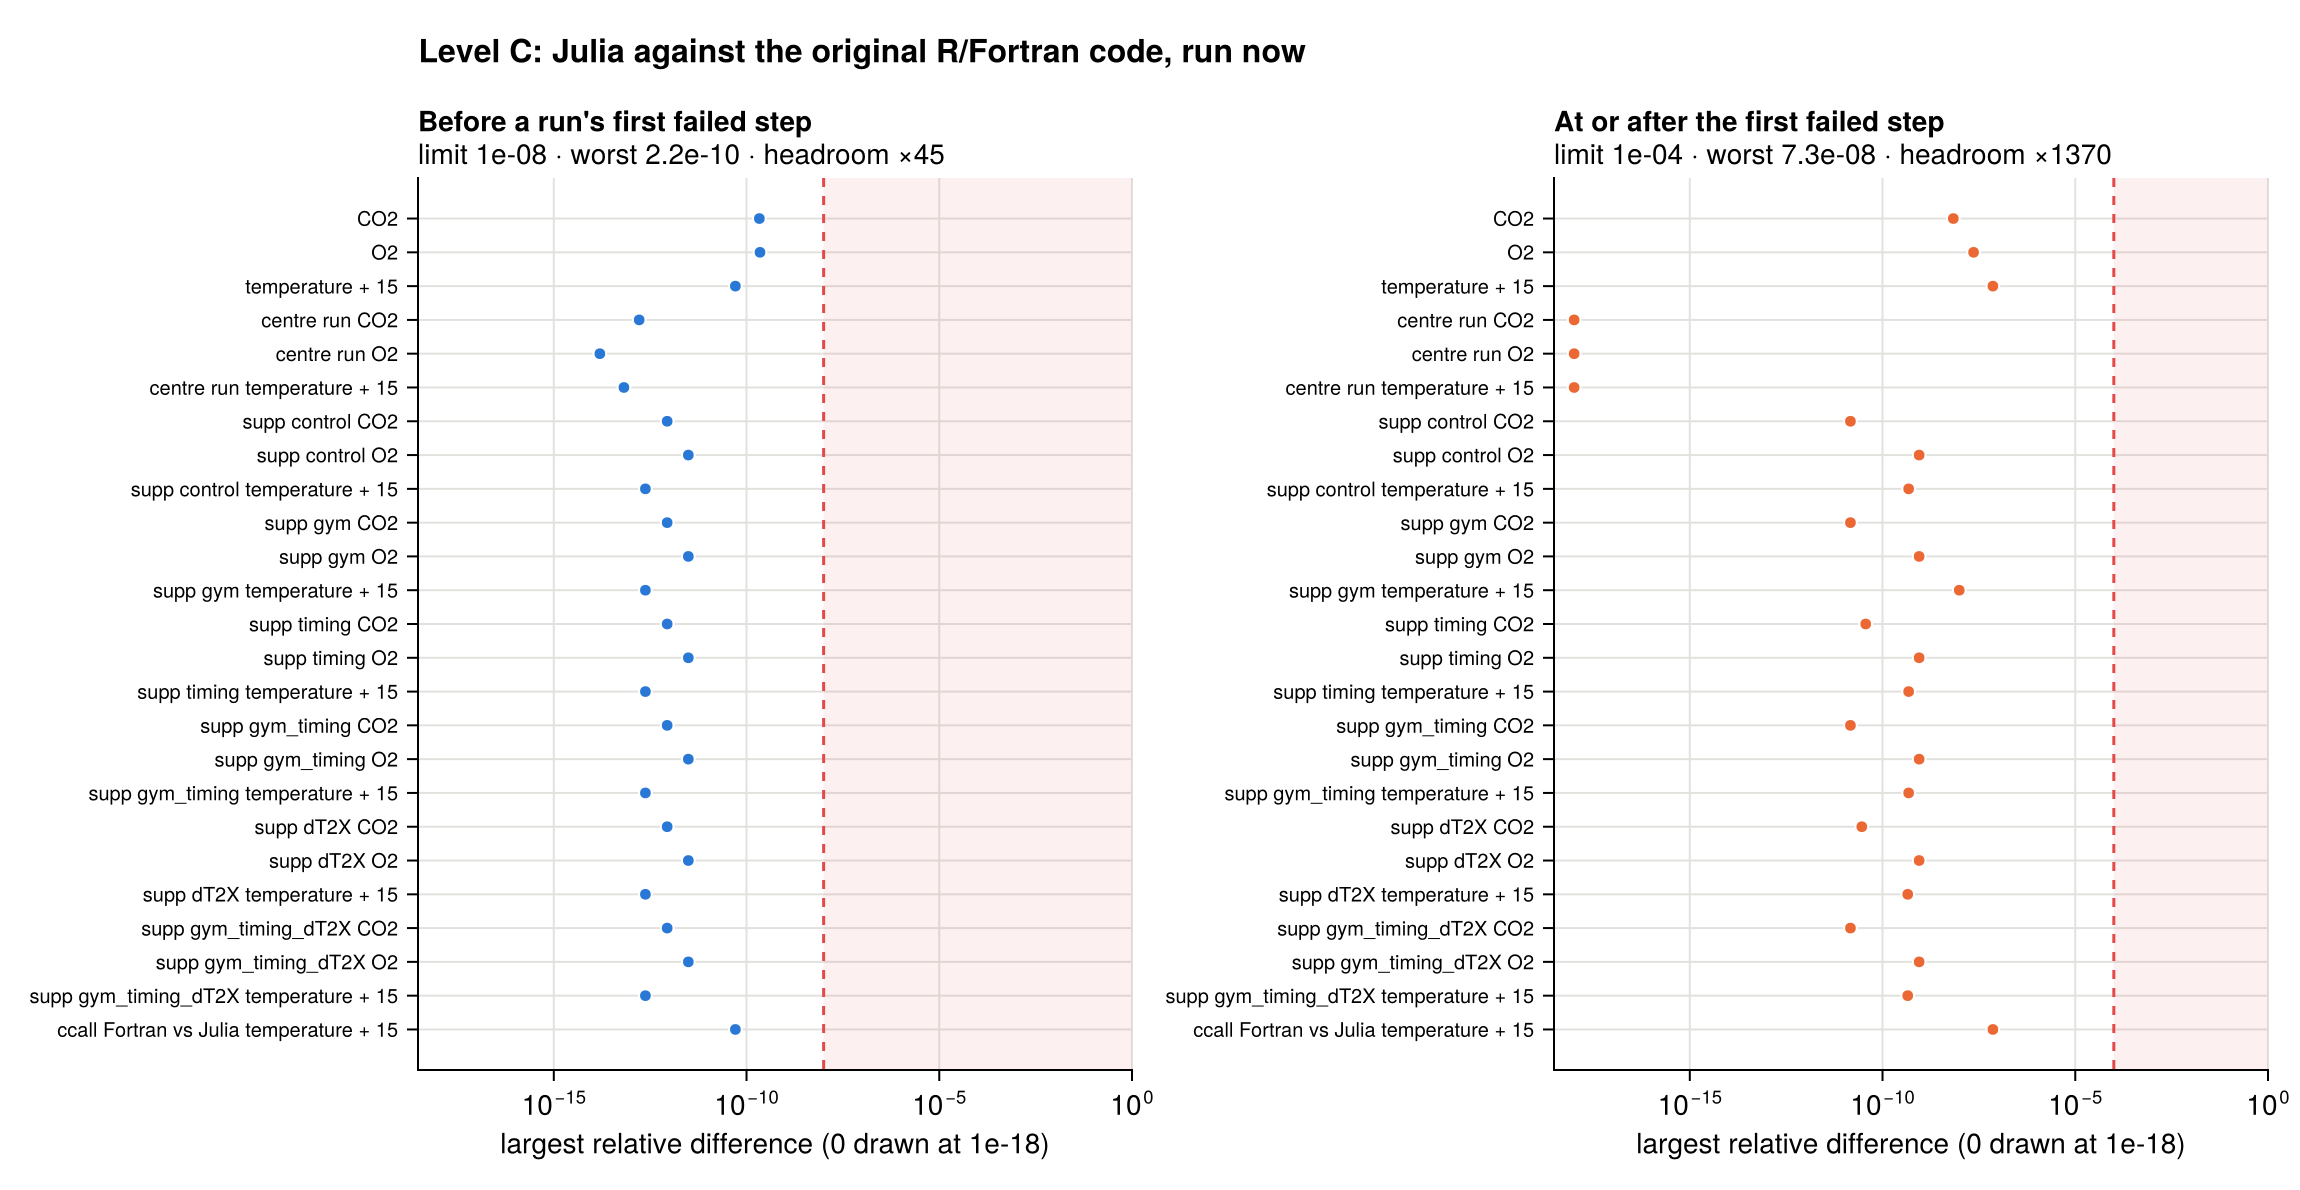 Level C: Julia against the original R/Fortran code, run now
Before a run's first failed step
limit 1e-08 · worst 2.2e-10 · headroom ×45
CO2
O2
temperature + 15
centre run CO2
centre run O2
centre run temperature + 15
supp control CO2
supp control O2
supp control temperature + 15
supp gym CO2
supp gym O2
supp gym temperature + 15
supp timing CO2
supp timing O2
supp timing temperature + 15
supp gym_timing CO2
supp gym_timing O2
supp gym_timing temperature + 15
supp dT2X CO2
supp dT2X O2
supp dT2X temperature + 15
supp gym_timing_dT2X CO2
supp gym_timing_dT2X O2
supp gym_timing_dT2X temperature + 15
ccall Fortran vs Julia temperature + 15
10⁻¹⁵ 10⁻¹⁰ 10⁻⁵ 10⁰
largest relative difference (0 drawn at 1e-18)
At or after the first failed step
limit 1e-04 · worst 7.3e-08 · headroom ×1370
CO2
O2
temperature + 15
centre run CO2
centre run O2
centre run temperature + 15
supp control CO2
supp control O2
supp control temperature + 15
supp gym CO2
supp gym O2
supp gym temperature + 15
supp timing CO2
supp timing O2
supp timing temperature + 15
supp gym_timing CO2
supp gym_timing O2
supp gym_timing temperature + 15
supp dT2X CO2
supp dT2X O2
supp dT2X temperature + 15
supp gym_timing_dT2X CO2
supp gym_timing_dT2X O2
supp gym_timing_dT2X temperature + 15
ccall Fortran vs Julia temperature + 15
10⁻¹⁵ 10⁻¹⁰ 10⁻⁵ 10⁰
largest relative difference (0 drawn at 1e-18)